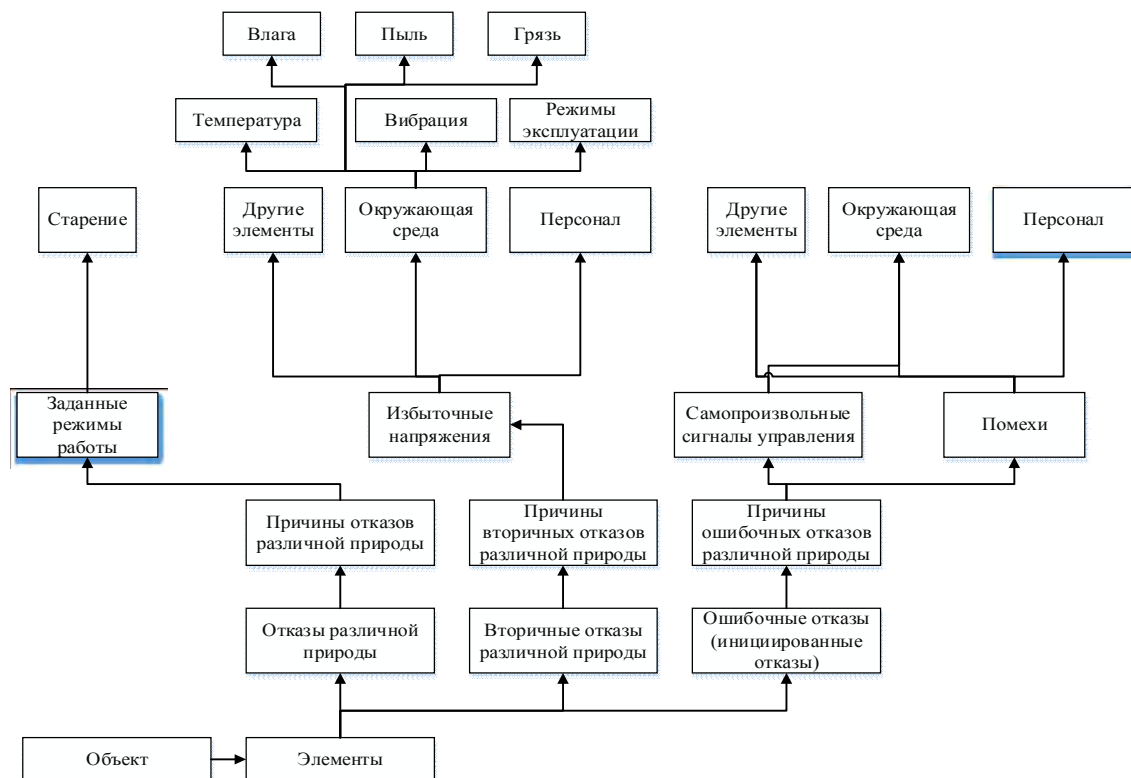 Влага
Пыль
Грязь
Температура
Вибрация
Режимы
эксплуатации
Старение
Другие
элементы
Окружающая
среда
Персонал
Другие
элементы
Окружающая
среда
Персонал
Заданные
режимы
работы
Избыточные
напряжения
Самопроизвольные
сигналы управления
Помехи
Причины отказов
различной природы
Причины
вторичных отказов
различной природы
Причины
ошибочных отказов
различной природы
Отказы различной
природы
Вторичные отказы
различной природы
Ошибочные отказы
(инициированные
отказы)
Объект
Элементы